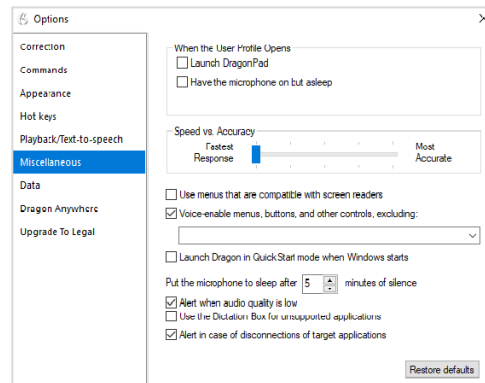 Options
Correction
Commands
Appearance
Hot keys
Playback/Text-to-speech
Miscellaneous
Data
Dragon Anywhere
Upgrade To Legal
When the User Profile Opens
Launch DragonPad
Have the microphone on but asleep
Speed vs. Accuracy
Fastest
Response
Most
Accurate
Use menus that are compatible with screen readers
Voice-enable menus, buttons, and other controls, excluding:
Launch Dragon in QuickStart mode when Windows starts
Put the microphone to sleep after 5 minutes of silence
Alert when audio quality is low
Use the Dictation Box for unsupported applications
Alert in case of disconnections of target applications
Restore defaults